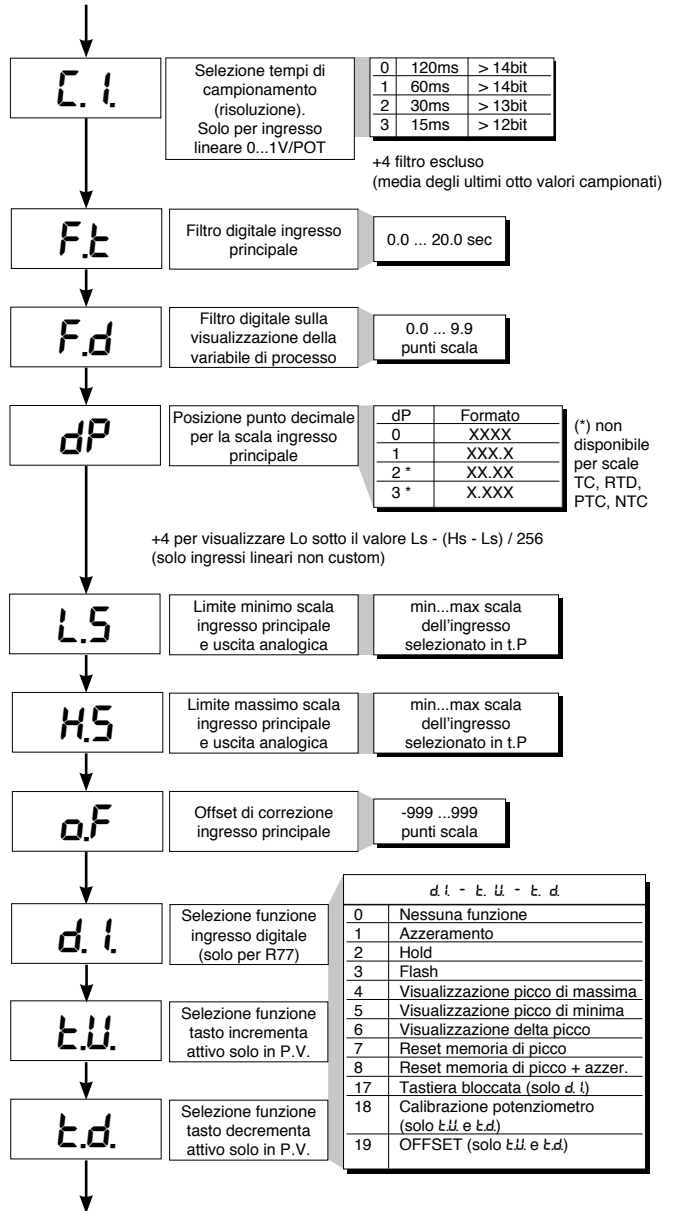 C. I.
Selezione tempi di
campionamento
(risoluzione).
Solo per ingresso
lineare 0...1V/POT
0 120ms > 14bit
1 60ms > 14bit
2 30ms > 13bit
3 15ms > 12bit
+4 filtro escluso
(media degli ultimi otto valori campionati)
F.t
Filtro digitale ingresso
principale
0.0 ... 20.0 sec
F.d
Filtro digitale sulla
visualizzazione della
variabile di processo
0.0 ... 9.9
punti scala
dP
Posizione punto decimale
per la scala ingresso
principale
dP Formato
0 XXXX
1 XXX.X
2 * XX.XX
3 * X.XXX
(*) non
disponibile
per scale
TC, RTD,
PTC, NTC
+4 per visualizzare Lo sotto il valore Ls - (Hs - Ls) / 256
(solo ingressi lineari non custom)
L.S
Limite minimo scala
ingresso principale
e uscita analogica
min...max scala
dell'ingresso
selezionato in t.P
H.S
Limite massimo scala
ingresso principale
e uscita analogica
min...max scala
dell'ingresso
selezionato in t.P
o.F
Offset di correzione
ingresso principale
-999 ...999
punti scala
d. I.
Selezione funzione
ingresso digitale
(solo per R77)
t.U.
Selezione funzione
tasto incrementa
attivo solo in P.V.
t.d.
Selezione funzione
tasto decrementa
attivo solo in P.V.
d. I. - t. U. - t. d.
0 Nessuna funzione
1 Azzeramento
2 Hold
3 Flash
4 Visualizzazione picco di massima
5 Visualizzazione picco di minima
6 Visualizzazione delta picco
7 Reset memoria di picco
8 Reset memoria di picco + azzer.
17 Tastiera bloccata (solo d. I.)
18 Calibrazione potenziometro
(solo t.U. e t.d.)
19 OFFSET (solo t.U. e t.d.)